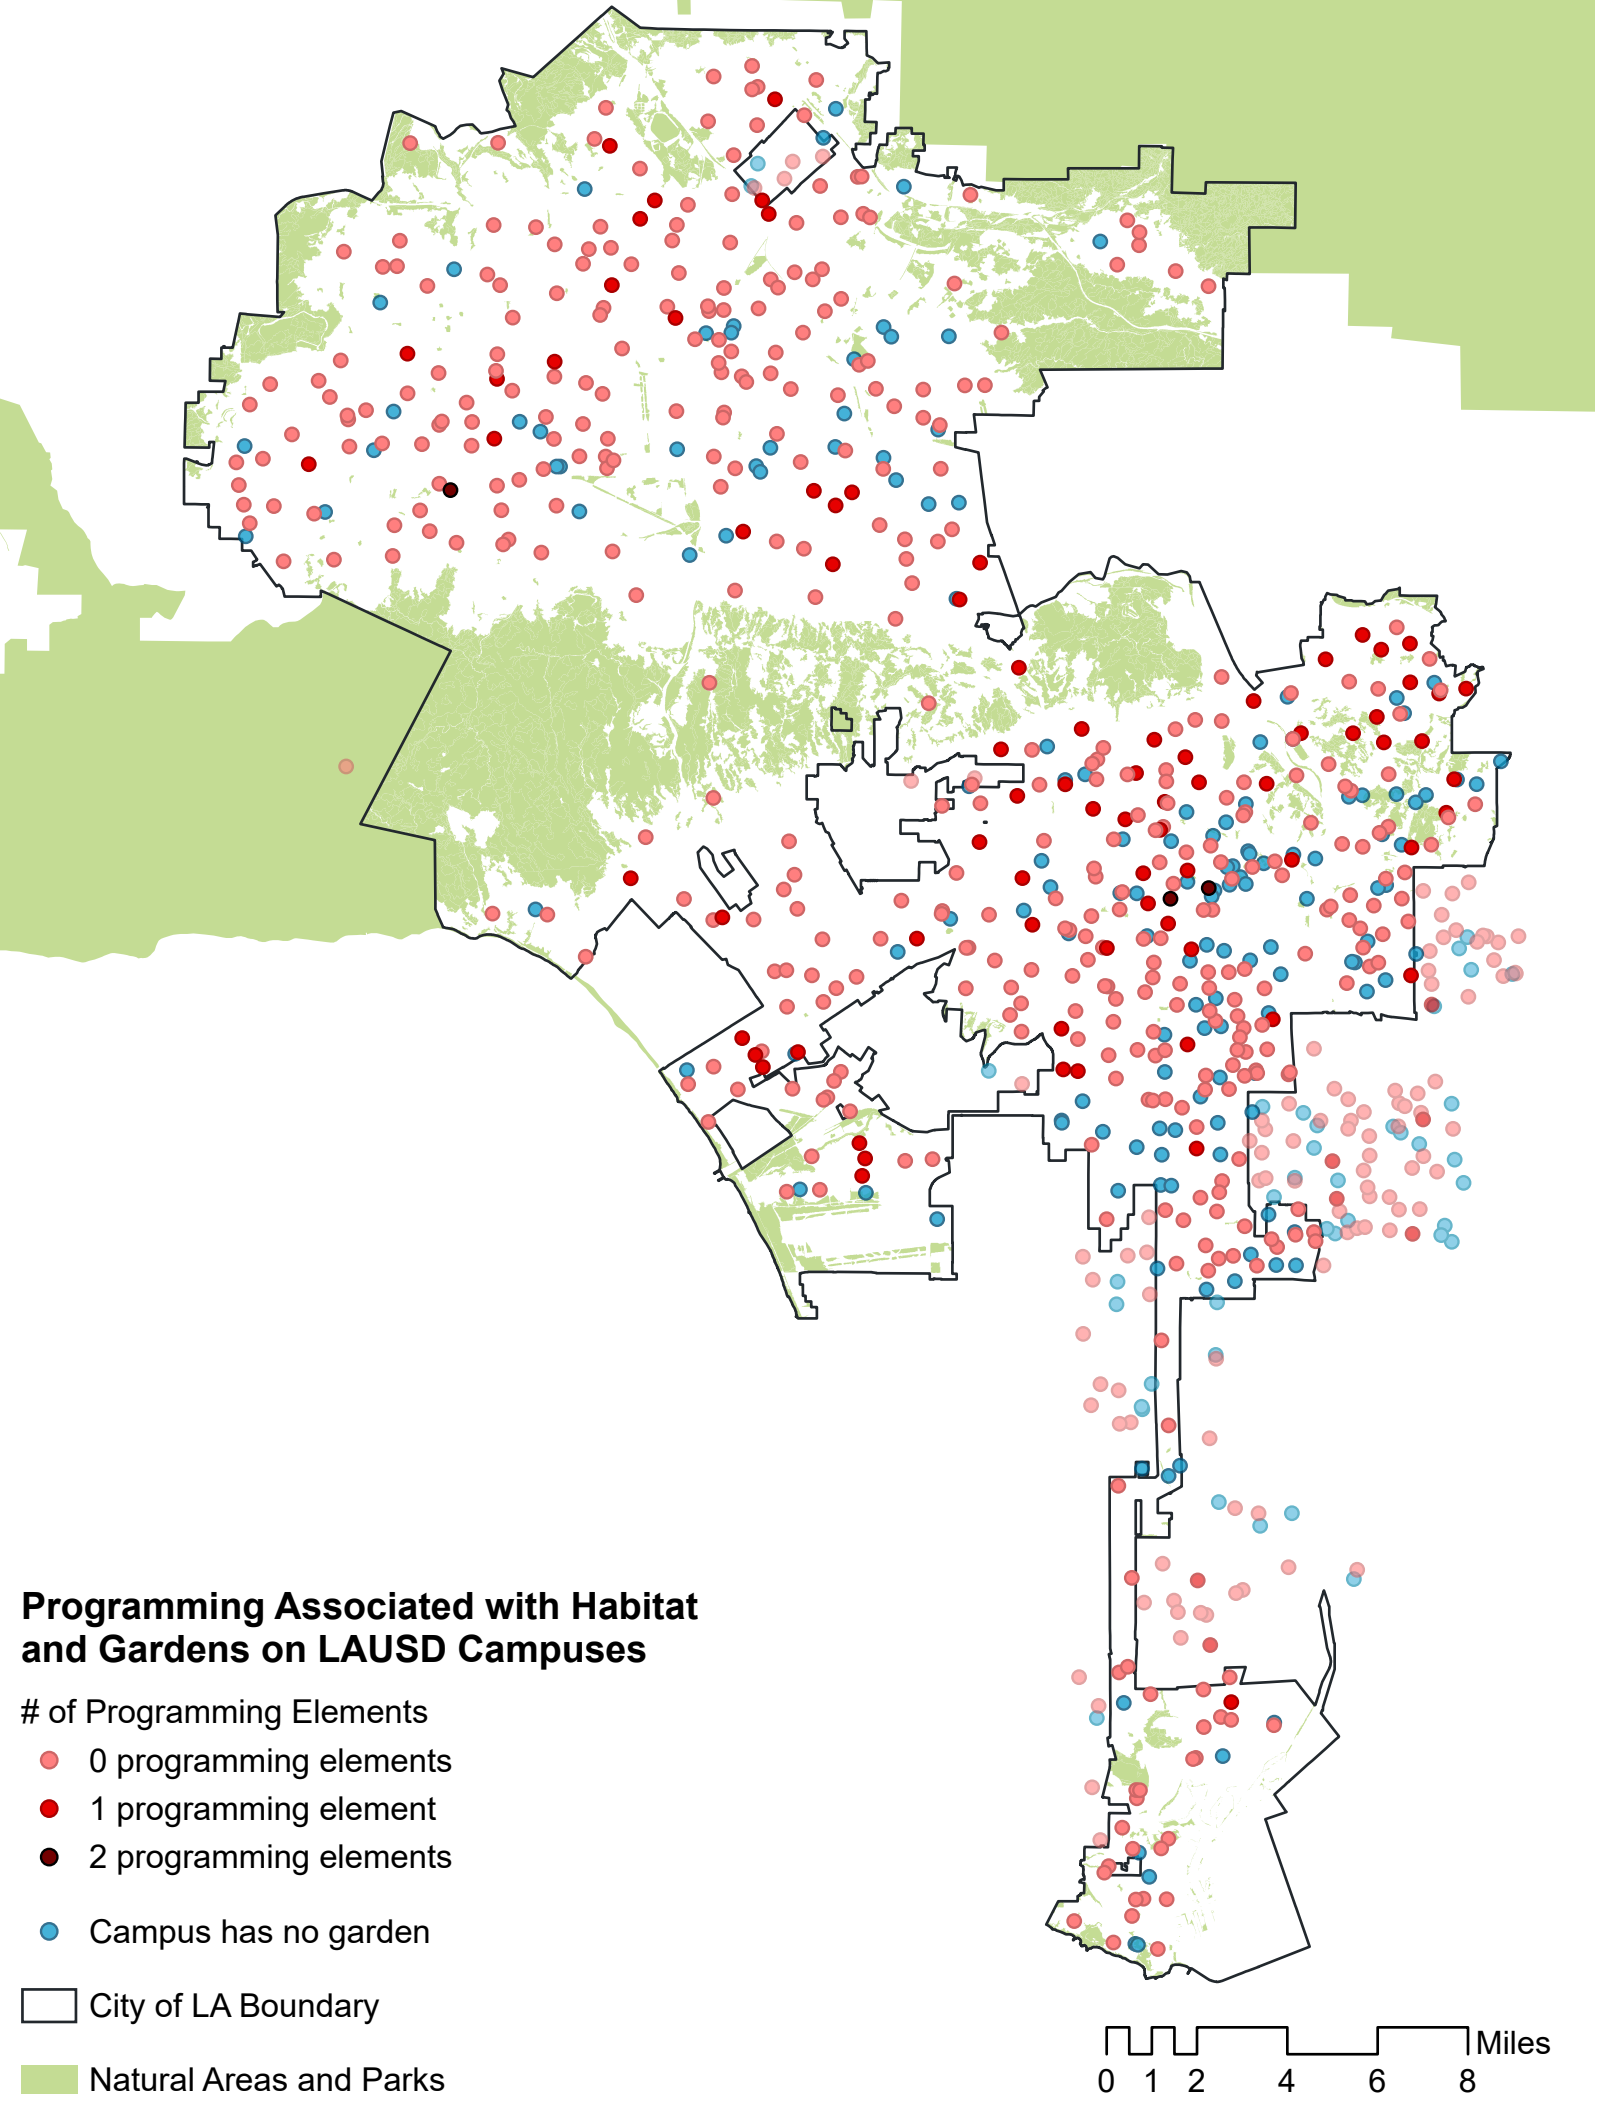 Programming Associated with Habitat
and Gardens on LAUSD Campuses
# of Programming Elements
0 programming elements
1 programming element
2 programming elements
Campus has no garden
City of LA Boundary
Natural Areas and Parks
Miles
0 1 2 4 6 8